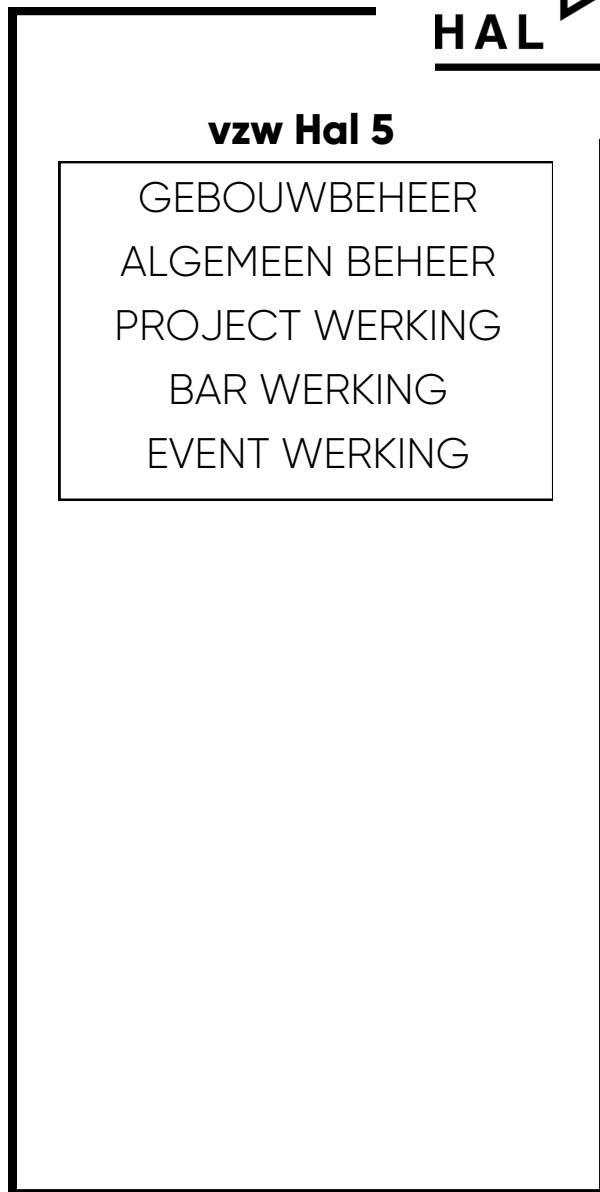 HAL
vzw Hal 5
GEBOUWBEHEER
ALGEMEEN BEHEER
PROJECT WERKING
BAR WERKING
EVENT WERKING